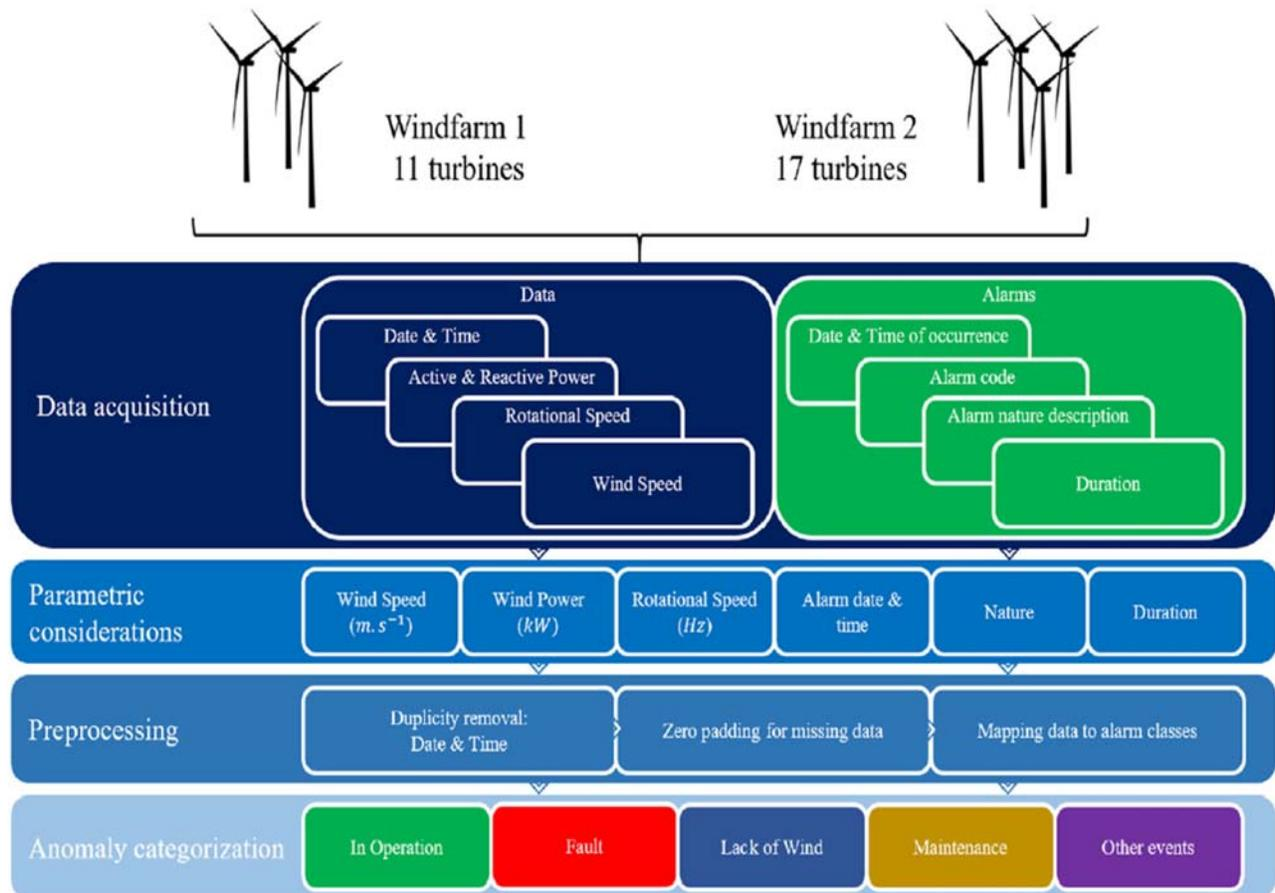 Windfarm 1
11 turbines
Windfarm 2
17 turbines
Data acquisition
Data
Date & Time
Active & Reactive Power
Rotational Speed
Wind Speed
Alarms
Date & Time of occurrence
Alarm code
Alarm nature description
Duration
Parametric
considerations
Wind Speed
(m. s⁻¹)
Wind Power
(kW)
Rotational Speed
(Hz)
Alarm date &
time
Nature
Duration
Preprocessing
Duplicity removal:
Date & Time
Zero padding for missing data
Mapping data to alarm classes
Anomaly categorization
In Operation
Fault
Lack of Wind
Maintenance
Other events